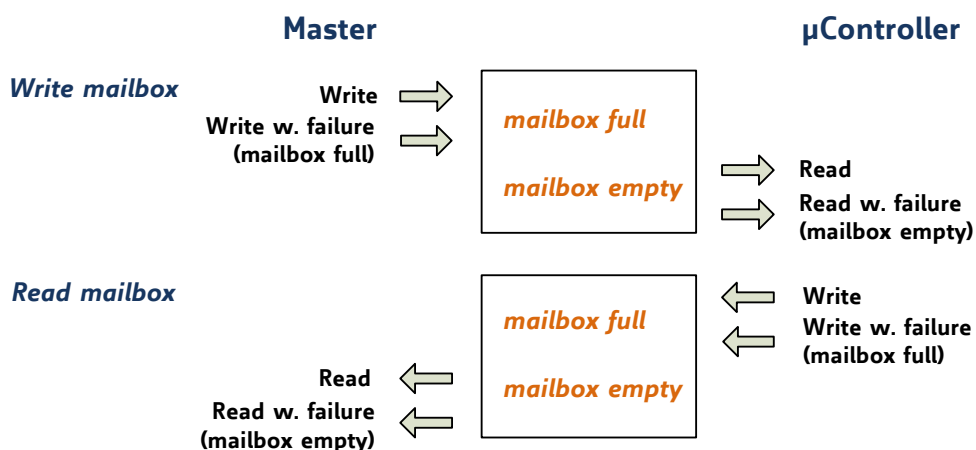 Master
µController
Write mailbox
Write
Write w. failure
(mailbox full)
mailbox full
mailbox empty
Read
Read w. failure
(mailbox empty)
Read mailbox
mailbox full
mailbox empty
Write
Write w. failure
(mailbox full)
Read
Read w. failure
(mailbox empty)